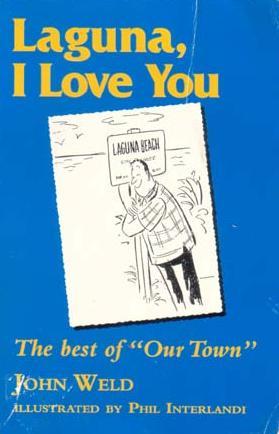 Laguna,
I Love You
LAGUNA BEACH
The best of "Our Town"
JOHN WELD
ILLUSTRATED BY PHIL INTERLANDI